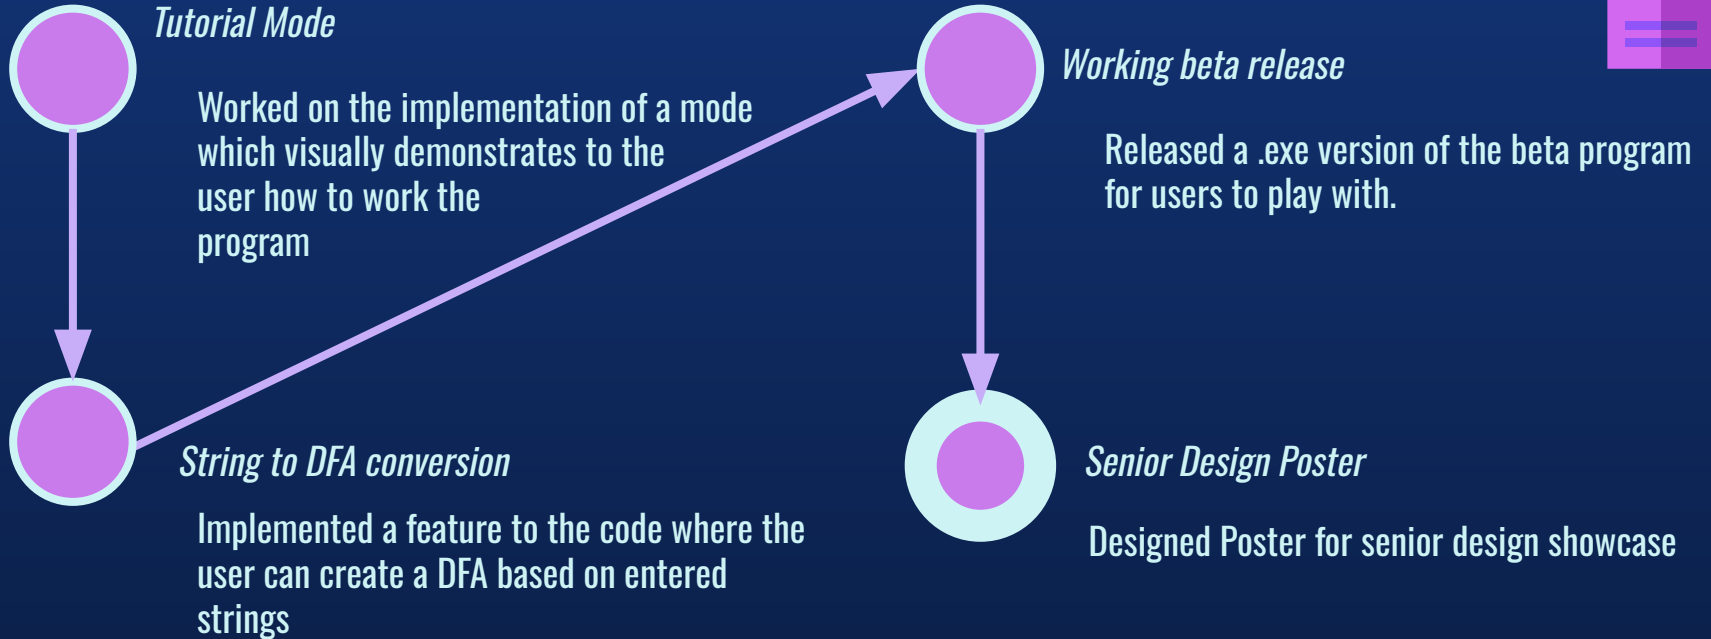 Tutorial Mode
Worked on the implementation of a mode
which visually demonstrates to the
user how to work the
program
String to DFA conversion
Implemented a feature to the code where the
user can create a DFA based on entered
strings
Working beta release
Released a .exe version of the beta program
for users to play with.
Senior Design Poster
Designed Poster for senior design showcase